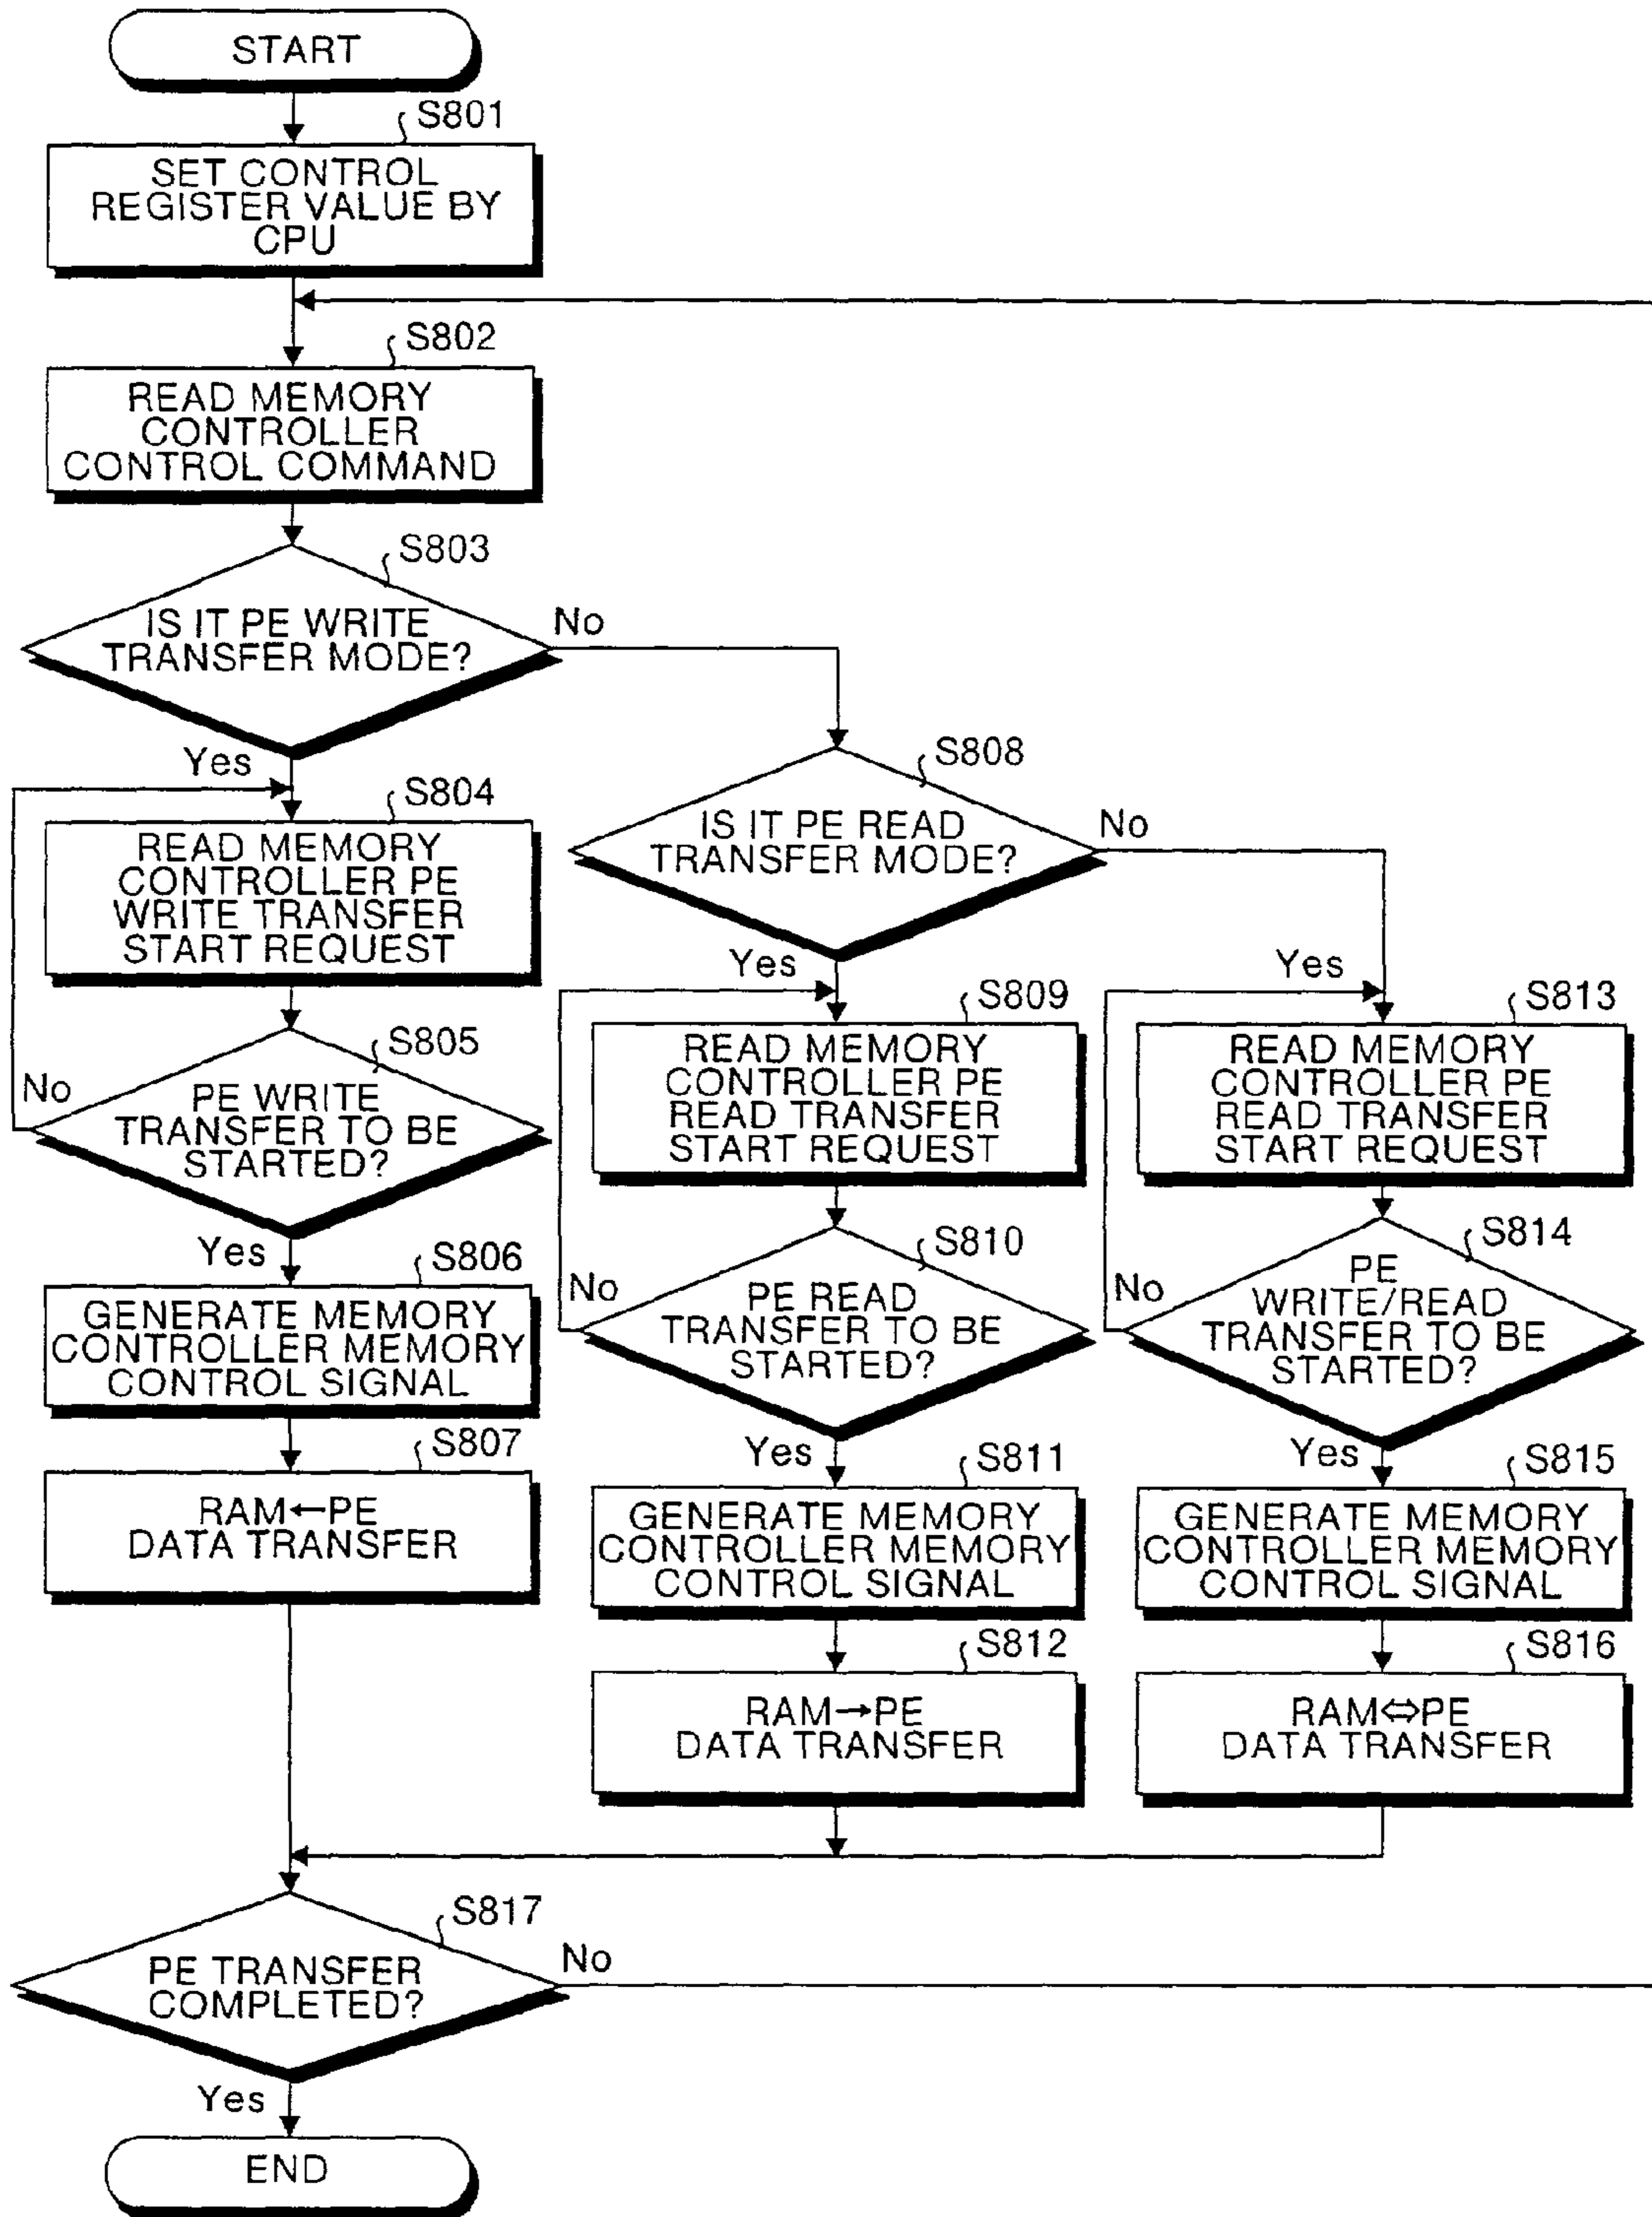 START
S801
SET CONTROL
REGISTER VALUE BY
CPU
S802
READ MEMORY
CONTROLLER
CONTROL COMMAND
S803
IS IT PE WRITE
TRANSFER MODE?
No
Yes
S804
READ MEMORY
CONTROLLER PE
WRITE TRANSFER
START REQUEST
S805
PE WRITE
TRANSFER TO BE
STARTED?
No
Yes
S806
GENERATE MEMORY
CONTROLLER MEMORY
CONTROL SIGNAL
S807
RAM←PE
DATA TRANSFER
S808
IS IT PE READ
TRANSFER MODE?
No
Yes
S809
READ MEMORY
CONTROLLER PE
READ TRANSFER
START REQUEST
S810
PE READ
TRANSFER TO BE
STARTED?
No
Yes
S811
GENERATE MEMORY
CONTROLLER MEMORY
CONTROL SIGNAL
S812
RAM→PE
DATA TRANSFER
Yes
S813
READ MEMORY
CONTROLLER PE
READ TRANSFER
START REQUEST
S814
PE
WRITE/READ
TRANSFER TO BE
STARTED?
No
Yes
S815
GENERATE MEMORY
CONTROLLER MEMORY
CONTROL SIGNAL
S816
RAM⇔PE
DATA TRANSFER
S817
PE TRANSFER
COMPLETED?
No
Yes
END